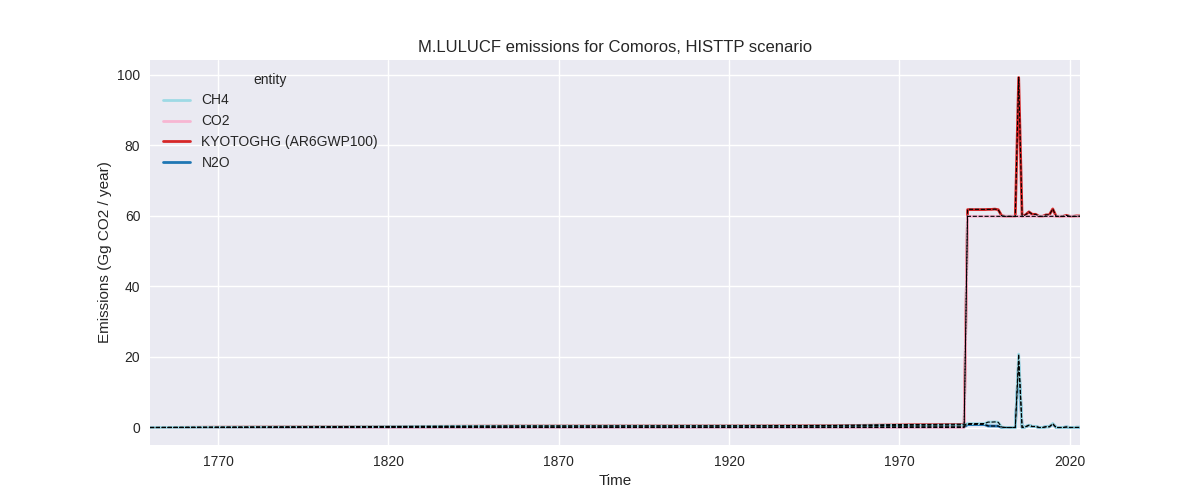 M.LULUCF emissions for Comoros, HISTTP scenario
entity
CH4
CO2
KYOTOGHG (AR6GWP100)
N2O
Emissions (Gg CO2 / year)
100
80
60
40
20
0
1770
1820
1870
1920
1970
2020
Time